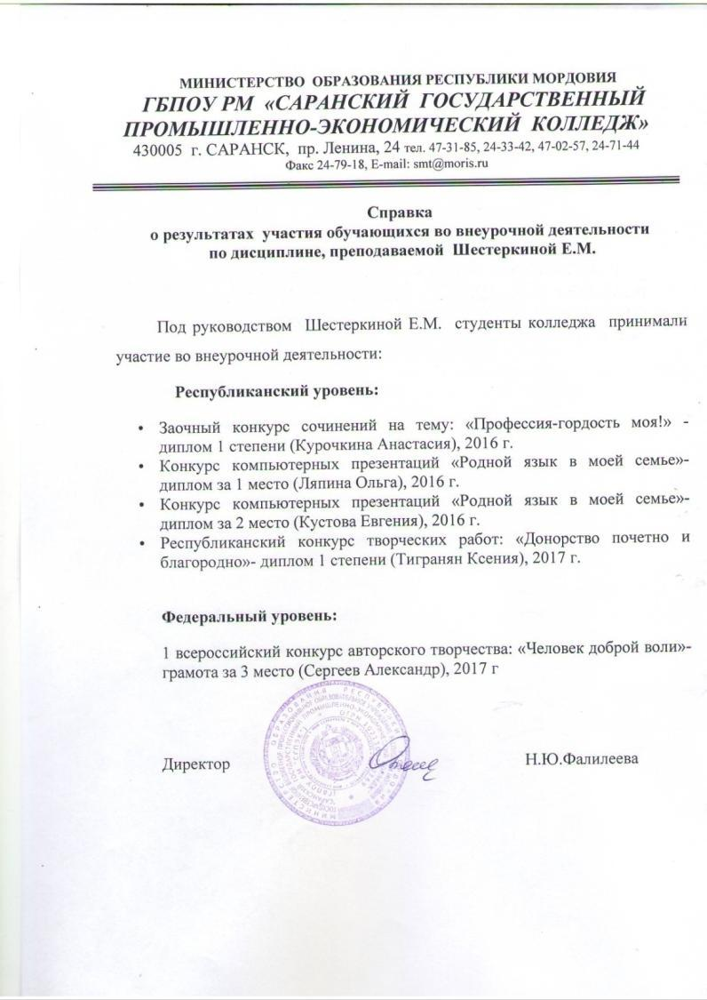 МИНИСТЕРСТВО ОБРАЗОВАНИЯ РЕСПУБЛИКИ МОРДОВИЯ
ГБПОУ РМ «САРАНСКИЙ ГОСУДАРСТВЕННЫЙ
ПРОМЫШЛЕННО-ЭКОНОМИЧЕСКИЙ КОЛЛЕДЖ»
430005 г. САРАНСК, пр. Ленина, 24 тел. 47-31-85, 24-33-42, 47-02-57, 24-71-44
Факс 24-79-18, E-mail: smt@moris.ru
Справка
о результатах участия обучающихся во внеурочной деятельности
по дисциплине, преподаваемой Шестеркиной Е.М.
Под руководством Шестеркиной Е.М. студенты колледжа принимали
участие во внеурочной деятельности:
Республиканский уровень:
• Заочный конкурс сочинений на тему: «Профессия-гордость моя!» -
диплом 1 степени (Курочкина Анастасия), 2016 г.
• Конкурс компьютерных презентаций «Родной язык в моей семье»-
диплом за 1 место (Ляпина Ольга), 2016 г.
• Конкурс компьютерных презентаций «Родной язык в моей семье»-
диплом за 2 место (Кустова Евгения), 2016 г.
• Республиканский конкурс творческих работ: «Донорство почетно и
благородно»- диплом 1 степени (Тигранян Ксения), 2017 г.
Федеральный уровень:
1 всероссийский конкурс авторского творчества: «Человек доброй воли»-
грамота за 3 место (Сергеев Александр), 2017 г
Директор
Н.Ю.Фалилеева